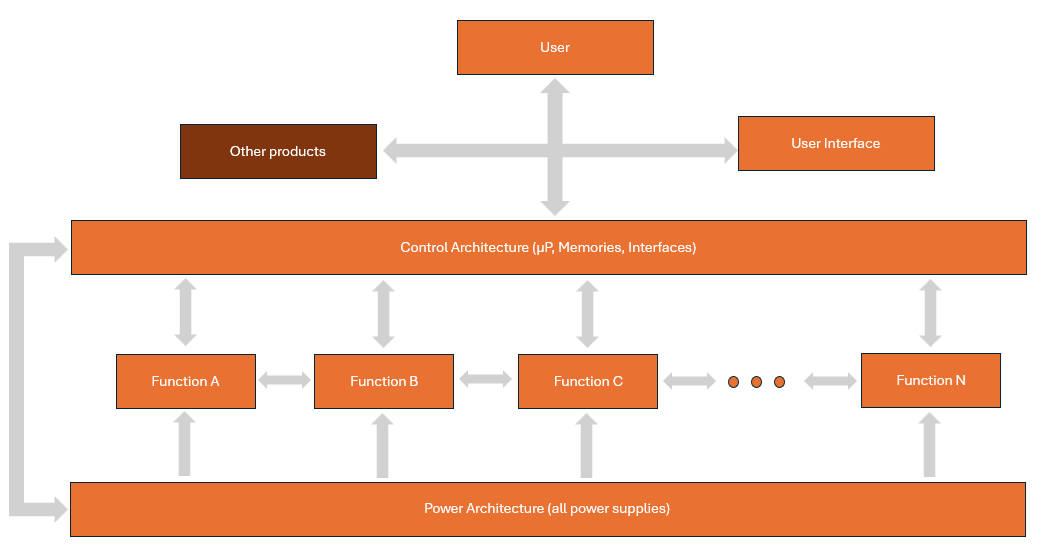 User
Other products
User Interface
Control Architecture (µP, Memories, Interfaces)
Function A
Function B
Function C
Function N
Power Architecture (all power supplies)